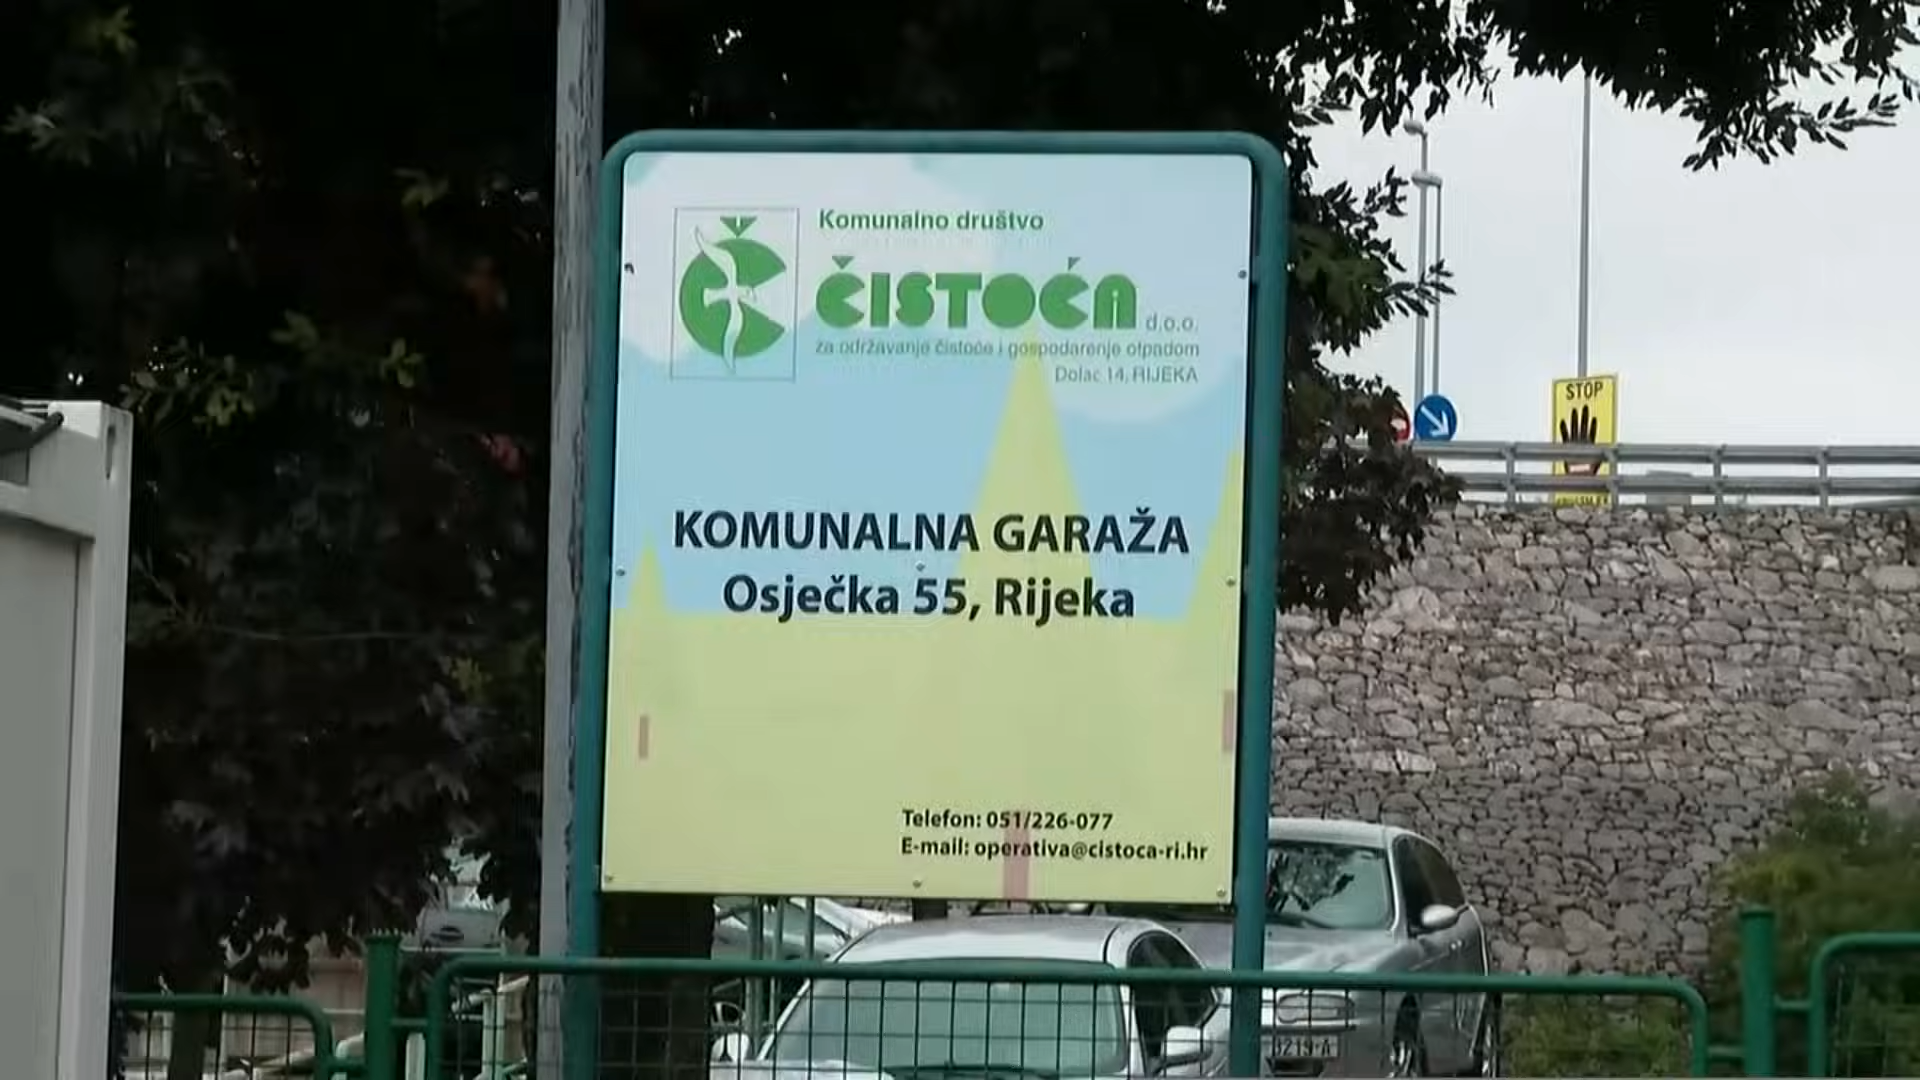 Komunalno društvo
ČISTOĆA d.o.o.
za održavanje čistoće i gospodarenje otpadom
Dolac 14, RIJEKA
KOMUNALNA GARAŽA
Osječka 55, Rijeka
Telefon: 051/226-077
E-mail: operativa@cistoca-ri.hr
STOP